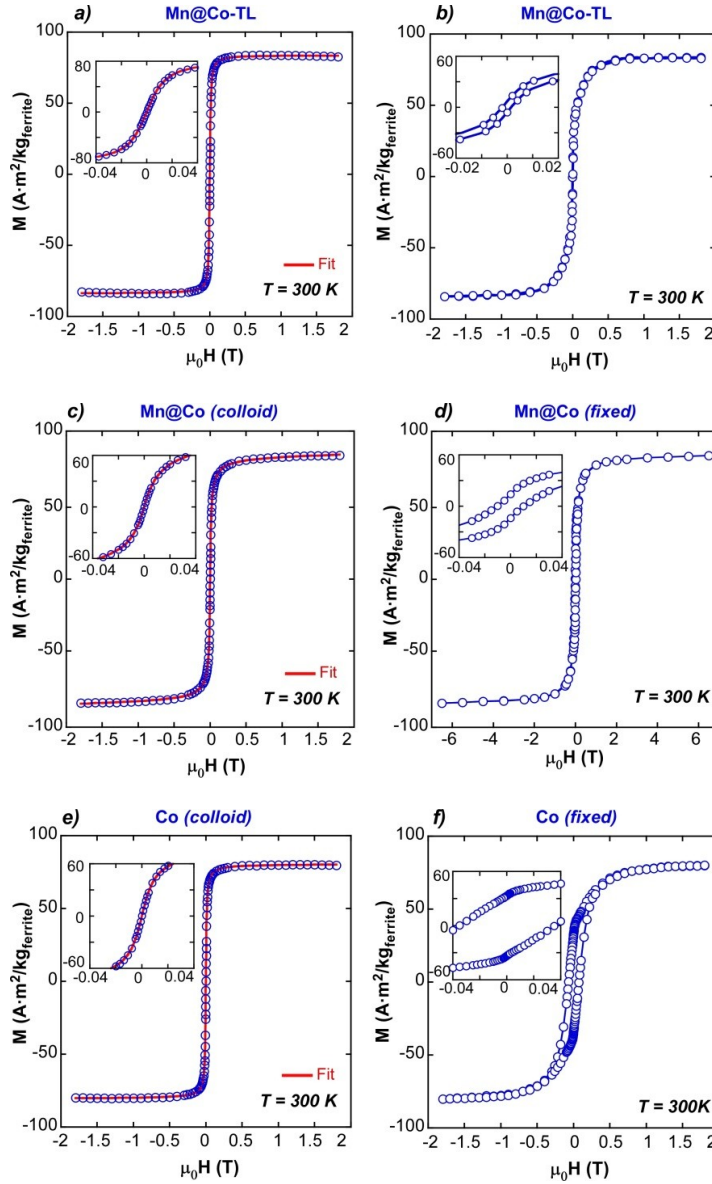 a) Mn@Co-TL
M (A·m²/kg_ferrite)
100
50
0
-50
-100
80
40
0
-40
-80
-0.04 0 0.04
Fit
T = 300 K
-2 -1.5 -1 -0.5 0 0.5 1 1.5 2
μ₀H (T)
b) Mn@Co-TL
M (A·m²/kg_ferrite)
100
50
0
-50
-100
60
0
-60
-0.02 0 0.02
T = 300 K
-2 -1.5 -1 -0.5 0 0.5 1 1.5 2
μ₀H (T)
c) Mn@Co (colloid)
M (A·m²/kg_ferrite)
100
50
0
-50
-100
60
0
-60
-0.04 0 0.04
Fit
T = 300 K
-2 -1.5 -1 -0.5 0 0.5 1 1.5 2
μ₀H (T)
d) Mn@Co (fixed)
M (A·m²/kg_ferrite)
100
50
0
-50
-100
60
0
-60
-0.04 0 0.04
T = 300 K
-6 -4 -2 0 2 4 6
μ₀H (T)
e) Co (colloid)
M (A·m²/kg_ferrite)
100
50
0
-50
-100
60
0
-60
-0.04 0 0.04
Fit
T = 300 K
-2 -1.5 -1 -0.5 0 0.5 1 1.5 2
μ₀H (T)
f) Co (fixed)
M (A·m²/kg_ferrite)
100
50
0
-50
-100
60
0
-60
-0.04 0 0.04
T = 300K
-2 -1.5 -1 -0.5 0 0.5 1 1.5 2
μ₀H (T)